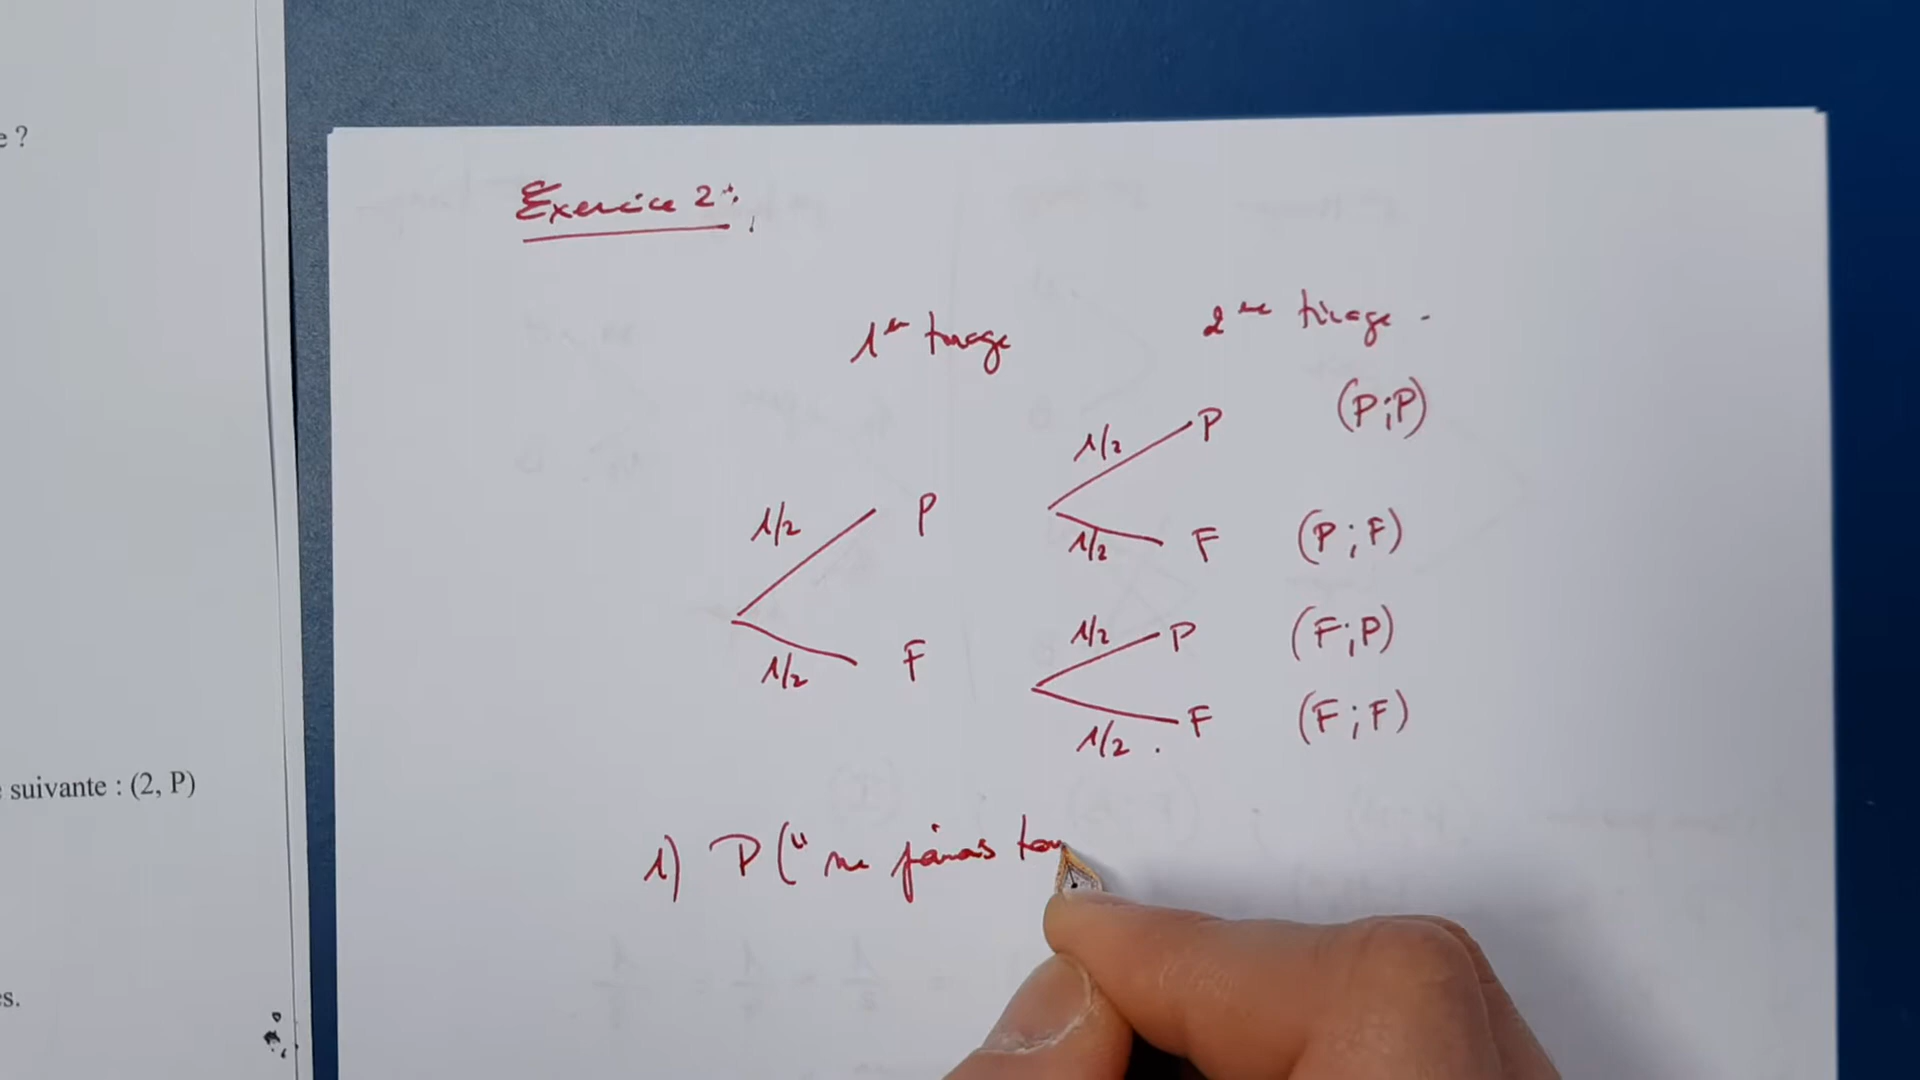 e ?
Exercice 2 :
1er tirage
2ème tirage
(P;P)
1/2 P
1/2 P
1/2 F (P;F)
1/2 P (F;P)
1/2 F
1/2 F (F;F)
suivante : (2, P)
1) P(" ne jamais
s.